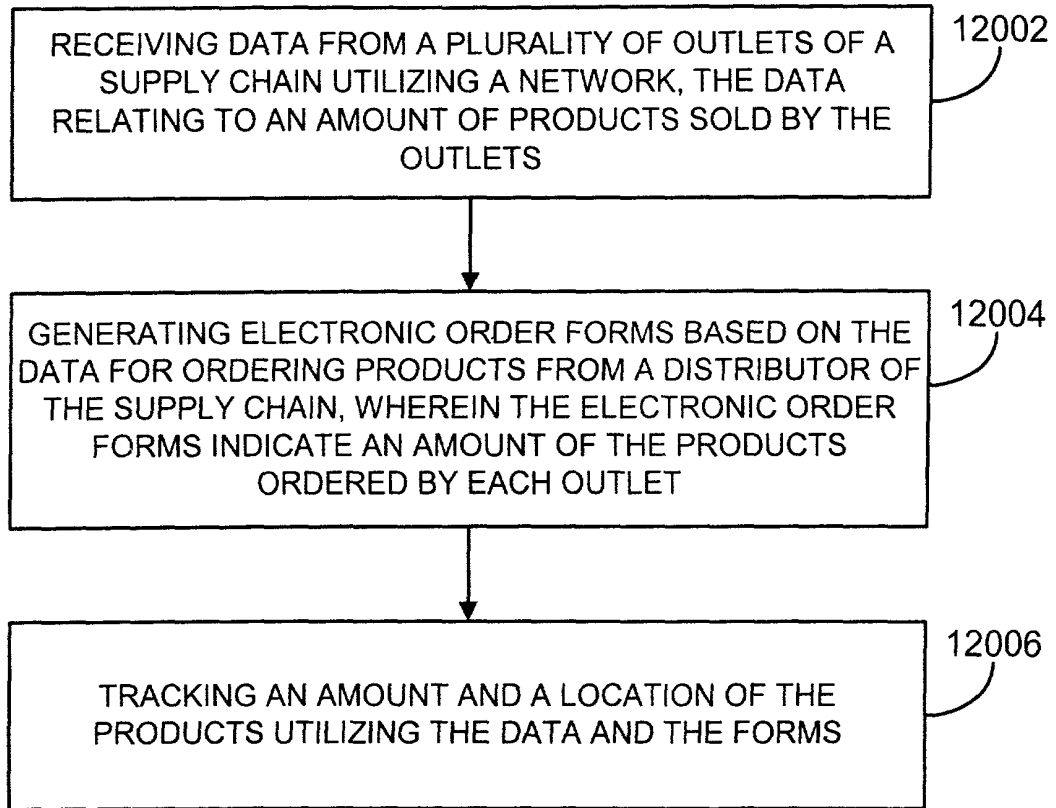 RECEIVING DATA FROM A PLURALITY OF OUTLETS OF A
SUPPLY CHAIN UTILIZING A NETWORK, THE DATA
RELATING TO AN AMOUNT OF PRODUCTS SOLD BY THE
OUTLETS
12002
GENERATING ELECTRONIC ORDER FORMS BASED ON THE
DATA FOR ORDERING PRODUCTS FROM A DISTRIBUTOR OF
THE SUPPLY CHAIN, WHEREIN THE ELECTRONIC ORDER
FORMS INDICATE AN AMOUNT OF THE PRODUCTS
ORDERED BY EACH OUTLET
12004
TRACKING AN AMOUNT AND A LOCATION OF THE
PRODUCTS UTILIZING THE DATA AND THE FORMS
12006